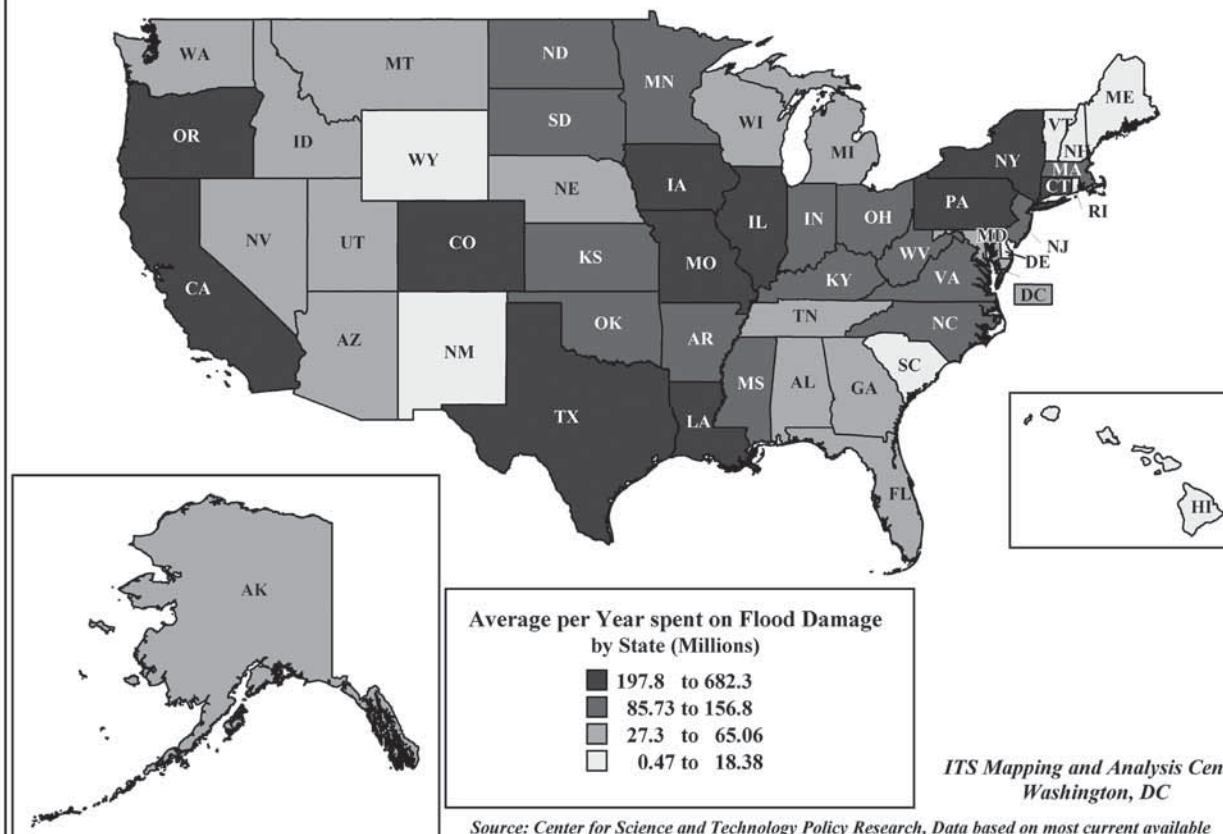 WA
MT
ND
MN
ME
OR
ID
SD
WI
VT
NH
WY
MI
NY
MA
CT
RI
NE
IA
PA
NV
UT
CO
IL
IN
OH
NJ
MD
DE
WV
CA
KS
MO
KY
VA
DC
AZ
NM
OK
AR
TN
NC
SC
MS
AL
GA
TX
LA
FL
HI
AK
Average per Year spent on Flood Damage
by State (Millions)
197.8 to 682.3
85.73 to 156.8
27.3 to 65.06
0.47 to 18.38
ITS Mapping and Analysis
Washington, DC
Source: Center for Science and Technology Policy Research. Data based on most current available